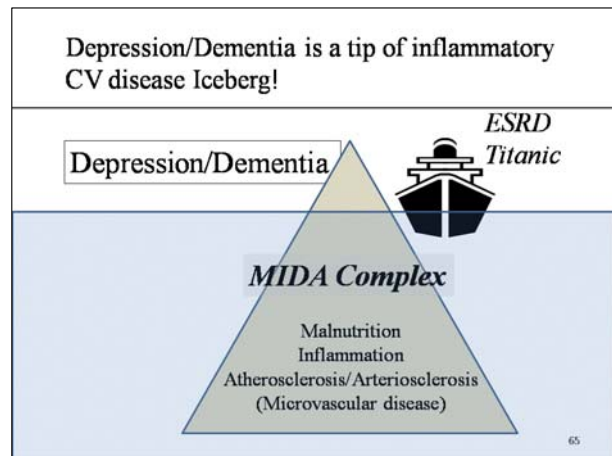 Depression/Dementia is a tip of inflammatory
CV disease Iceberg!
ESRD
Titanic
Depression/Dementia
MIDA Complex
Malnutrition
Inflammation
Atherosclerosis/Arteriosclerosis
(Microvascular disease)
65